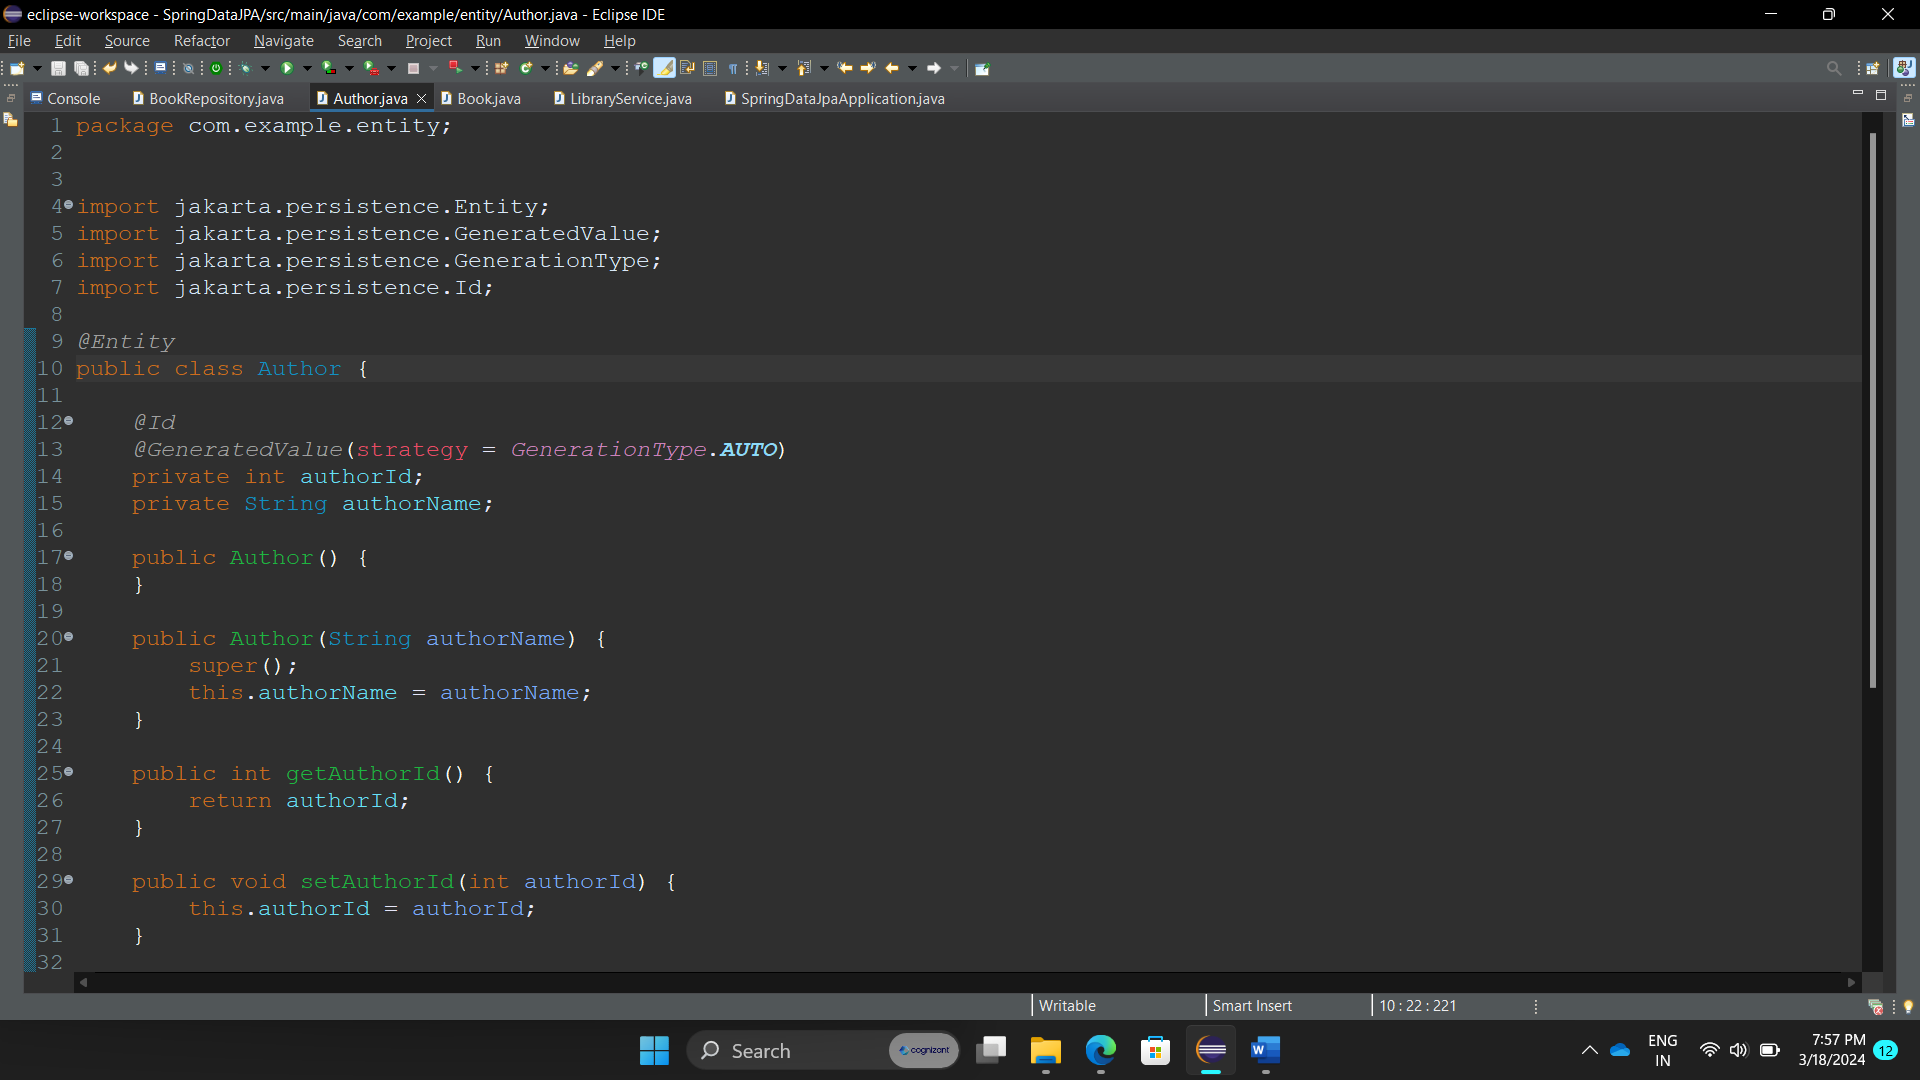 eclipse-workspace - SpringDataJPA/src/main/java/com/example/entity/Author.java - Eclipse IDE
File Edit Source Refactor Navigate Search Project Run Window Help
Console BookRepository.java Author.java Book.java LibraryService.java SpringDataJpaApplication.java
1 package com.example.entity;
2
3
4 import jakarta.persistence.Entity;
5 import jakarta.persistence.GeneratedValue;
6 import jakarta.persistence.GenerationType;
7 import jakarta.persistence.Id;
8
9 @Entity
10 public class Author {
11
12 @Id
13 @GeneratedValue(strategy = GenerationType.AUTO)
14 private int authorId;
15 private String authorName;
16
17 public Author() {
18 }
19
20 public Author(String authorName) {
21 super();
22 this.authorName = authorName;
23 }
24
25 public int getAuthorId() {
26 return authorId;
27 }
28
29 public void setAuthorId(int authorId) {
30 this.authorId = authorId;
31 }
32
Writable Smart Insert 10 : 22 : 221
Search cognizant
ENG
IN
7:57 PM
3/18/2024
12